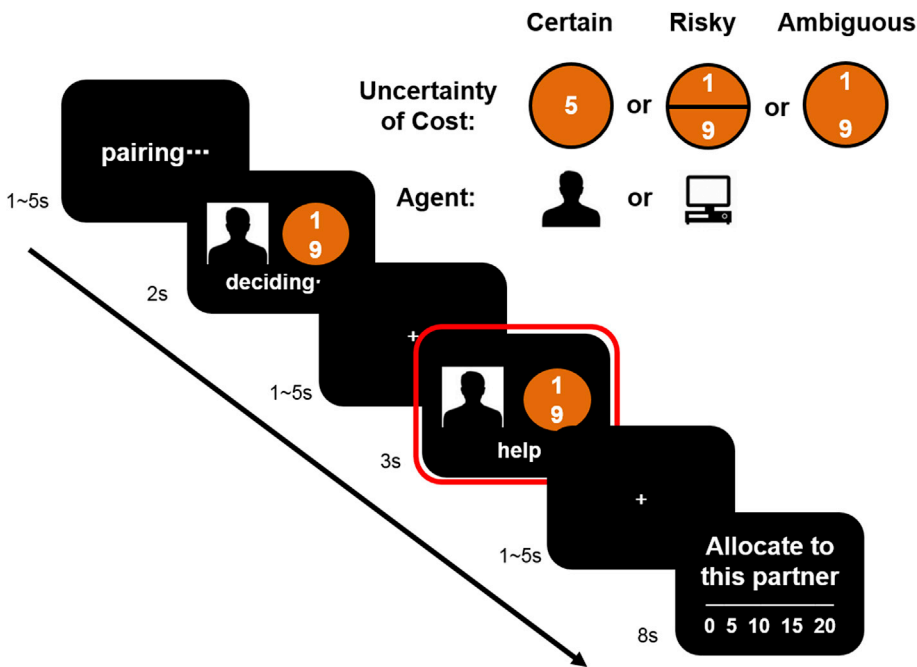 Certain Risky Ambiguous
Uncertainty
of Cost:
5 or 1 9 or 1 9
Agent:
or
pairing···
1~5s
1
9
deciding·
2s
+
1~5s
1
9
help
3s
+
1~5s
Allocate to
this partner
0 5 10 15 20
8s